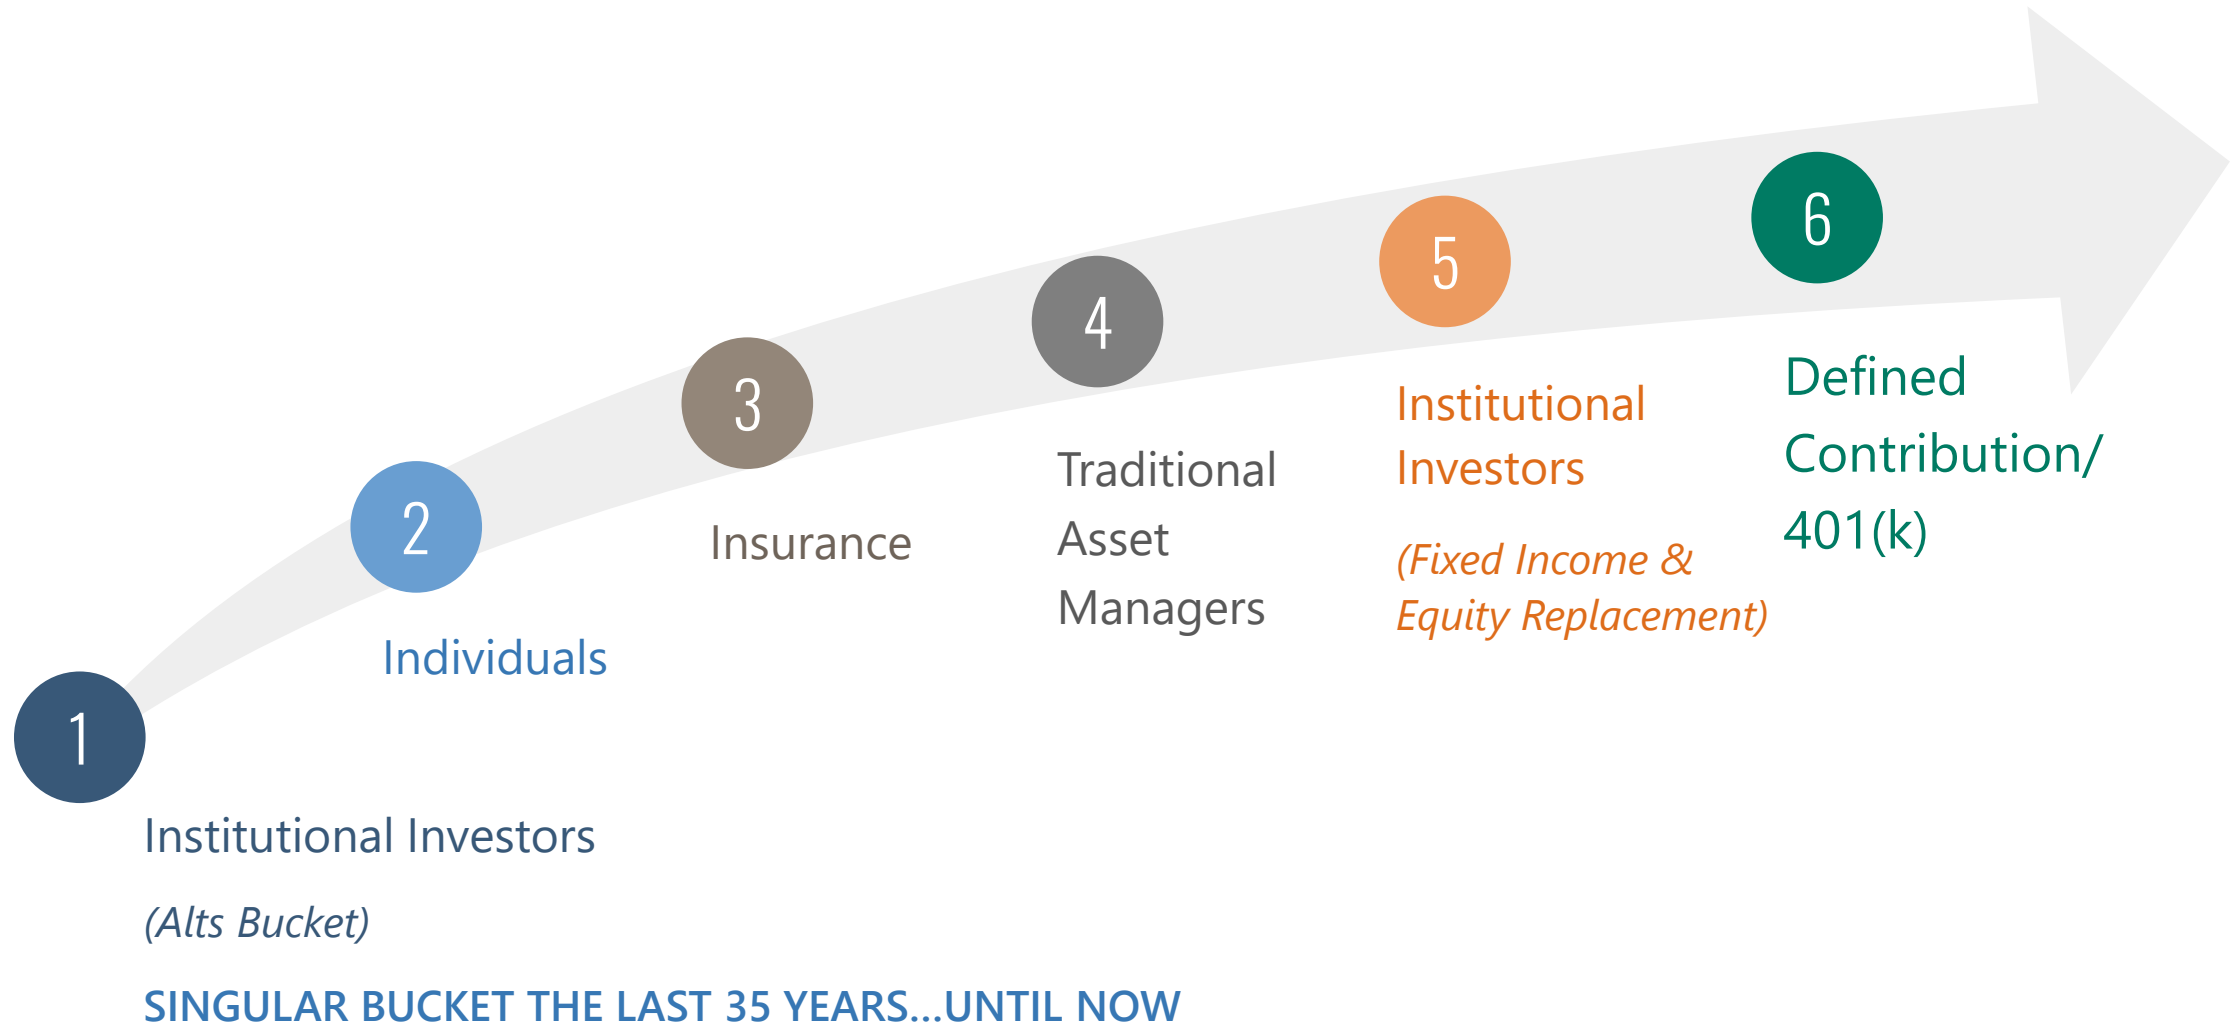 1
Institutional Investors
(Alts Bucket)
SINGULAR BUCKET THE LAST 35 YEARS...UNTIL NOW
2
Individuals
3
Insurance
4
Traditional
Asset
Managers
5
Institutional
Investors
(Fixed Income &
Equity Replacement)
6
Defined
Contribution/
401(k)